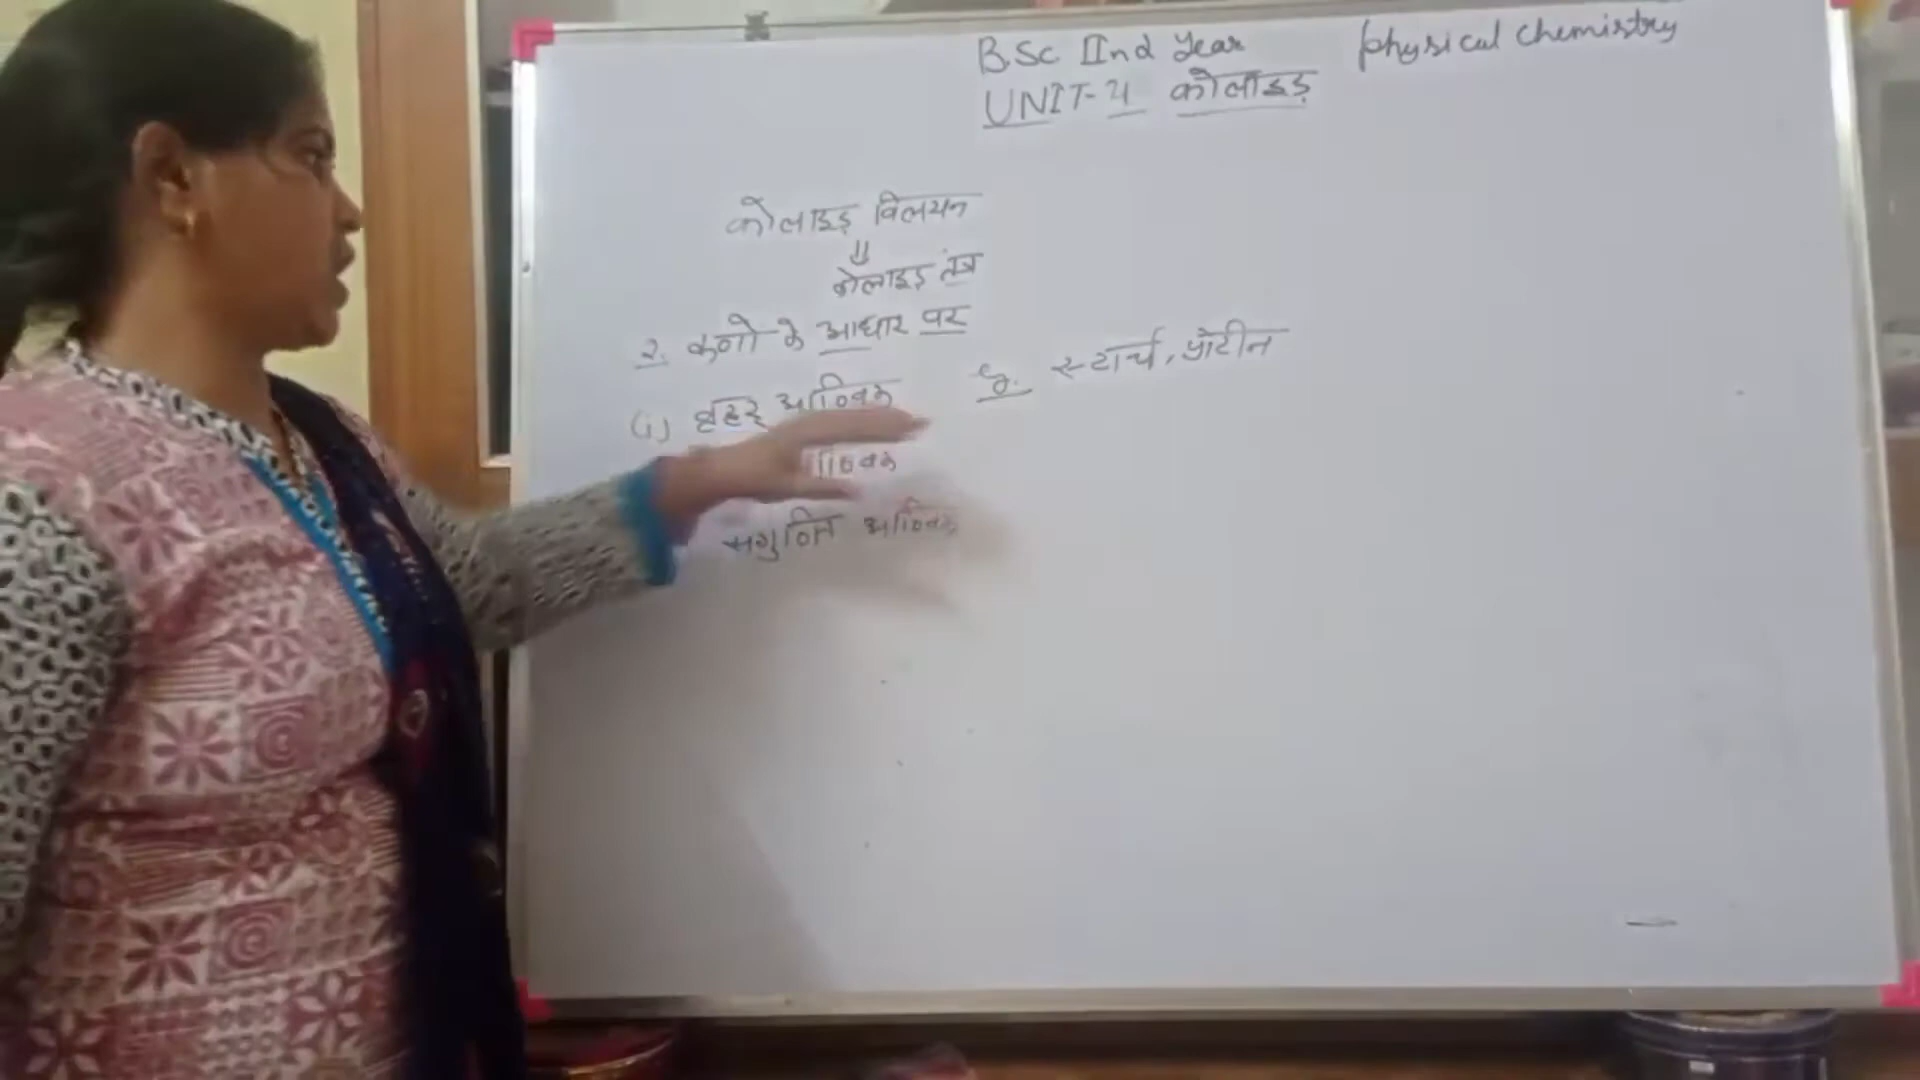 B.Sc. IInd Year physical chemistry
UNIT-4 कोलाइड
कोलाइड विलयन
⇓
कोलाइड तंत्र
2. कणो के आधार पर
(i) वृहद आण्विक eg. स्टार्च, प्रोटीन
आण्विक